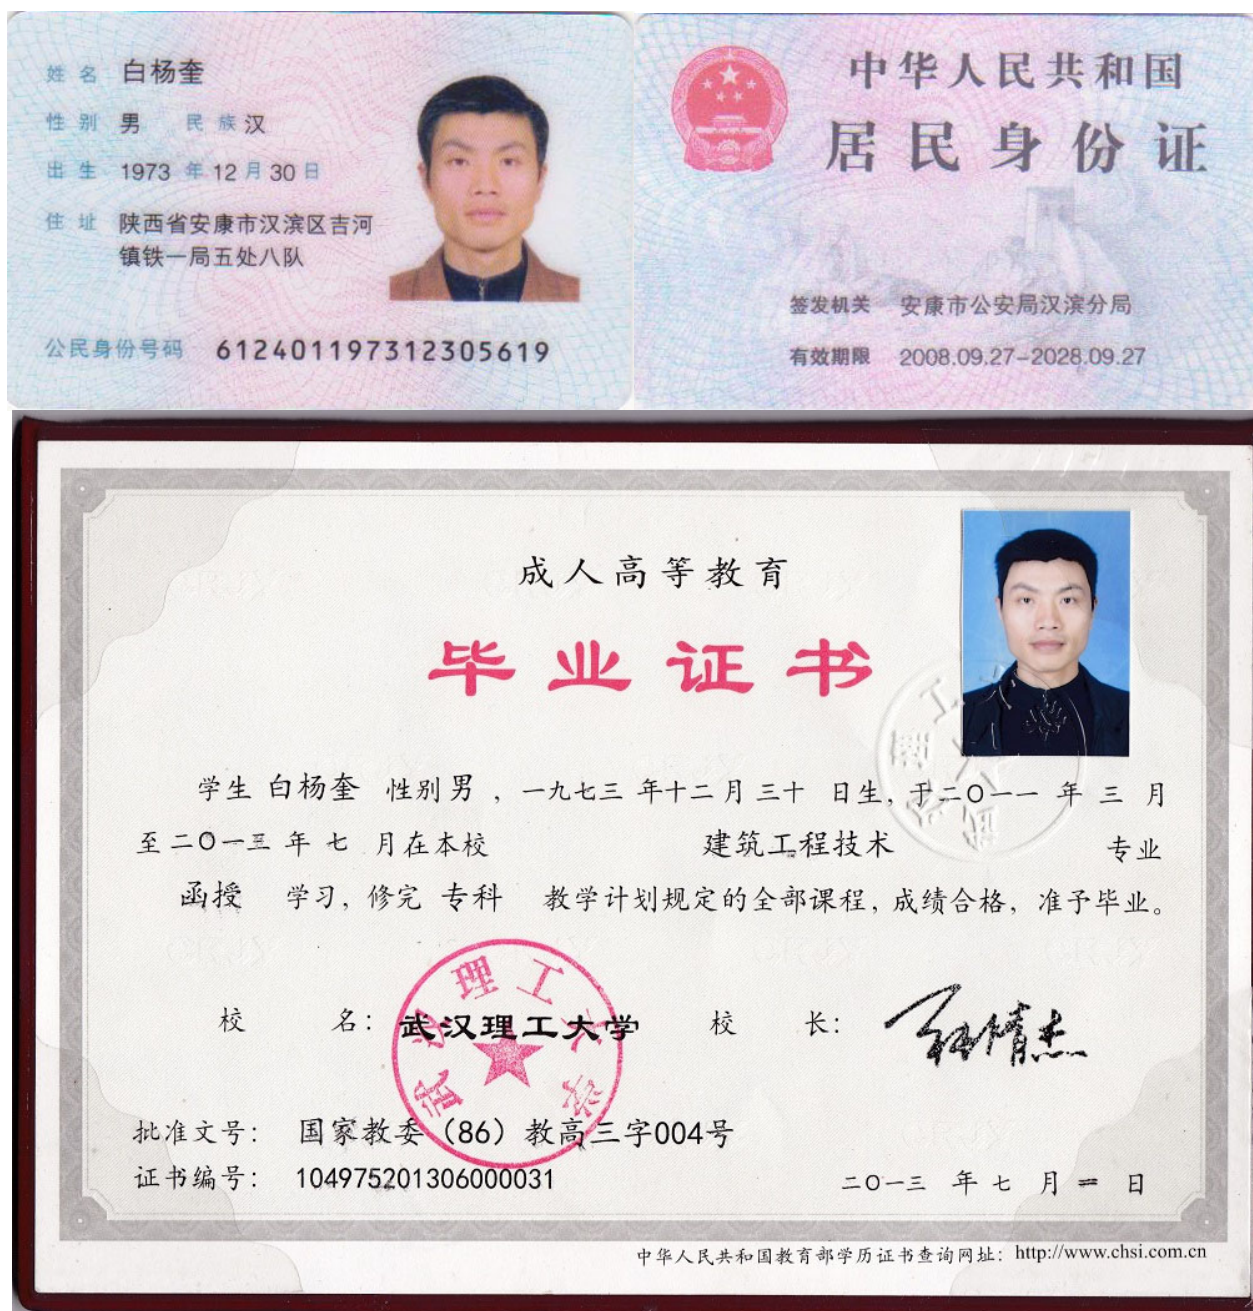 姓名 白杨奎
性别 男 民族 汉
出生 1973 年 12 月 30 日
住址 陕西省安康市汉滨区吉河
镇铁一局五处八队
公民身份号码 612401197312305619
中华人民共和国
居民身份证
签发机关 安康市公安局汉滨分局
有效期限 2008.09.27-2028.09.27
成人高等教育
毕业证书
学生 白杨奎 性别 男 ，一九七三 年 十二 月 三十 日生，于 二〇一一 年 三 月
至 二〇一三 年 七 月在本校 建筑工程技术 专业
函授 学习，修完 专科 教学计划规定的全部课程，成绩合格，准予毕业。
校 名：武汉理工大学 校 长：
武汉理工大学
批准文号： 国家教委（86）教高三字004号
证书编号： 104975201306000031
二〇一三 年 七 月 一 日
中华人民共和国教育部学历证书查询网址：http://www.chsi.com.cn